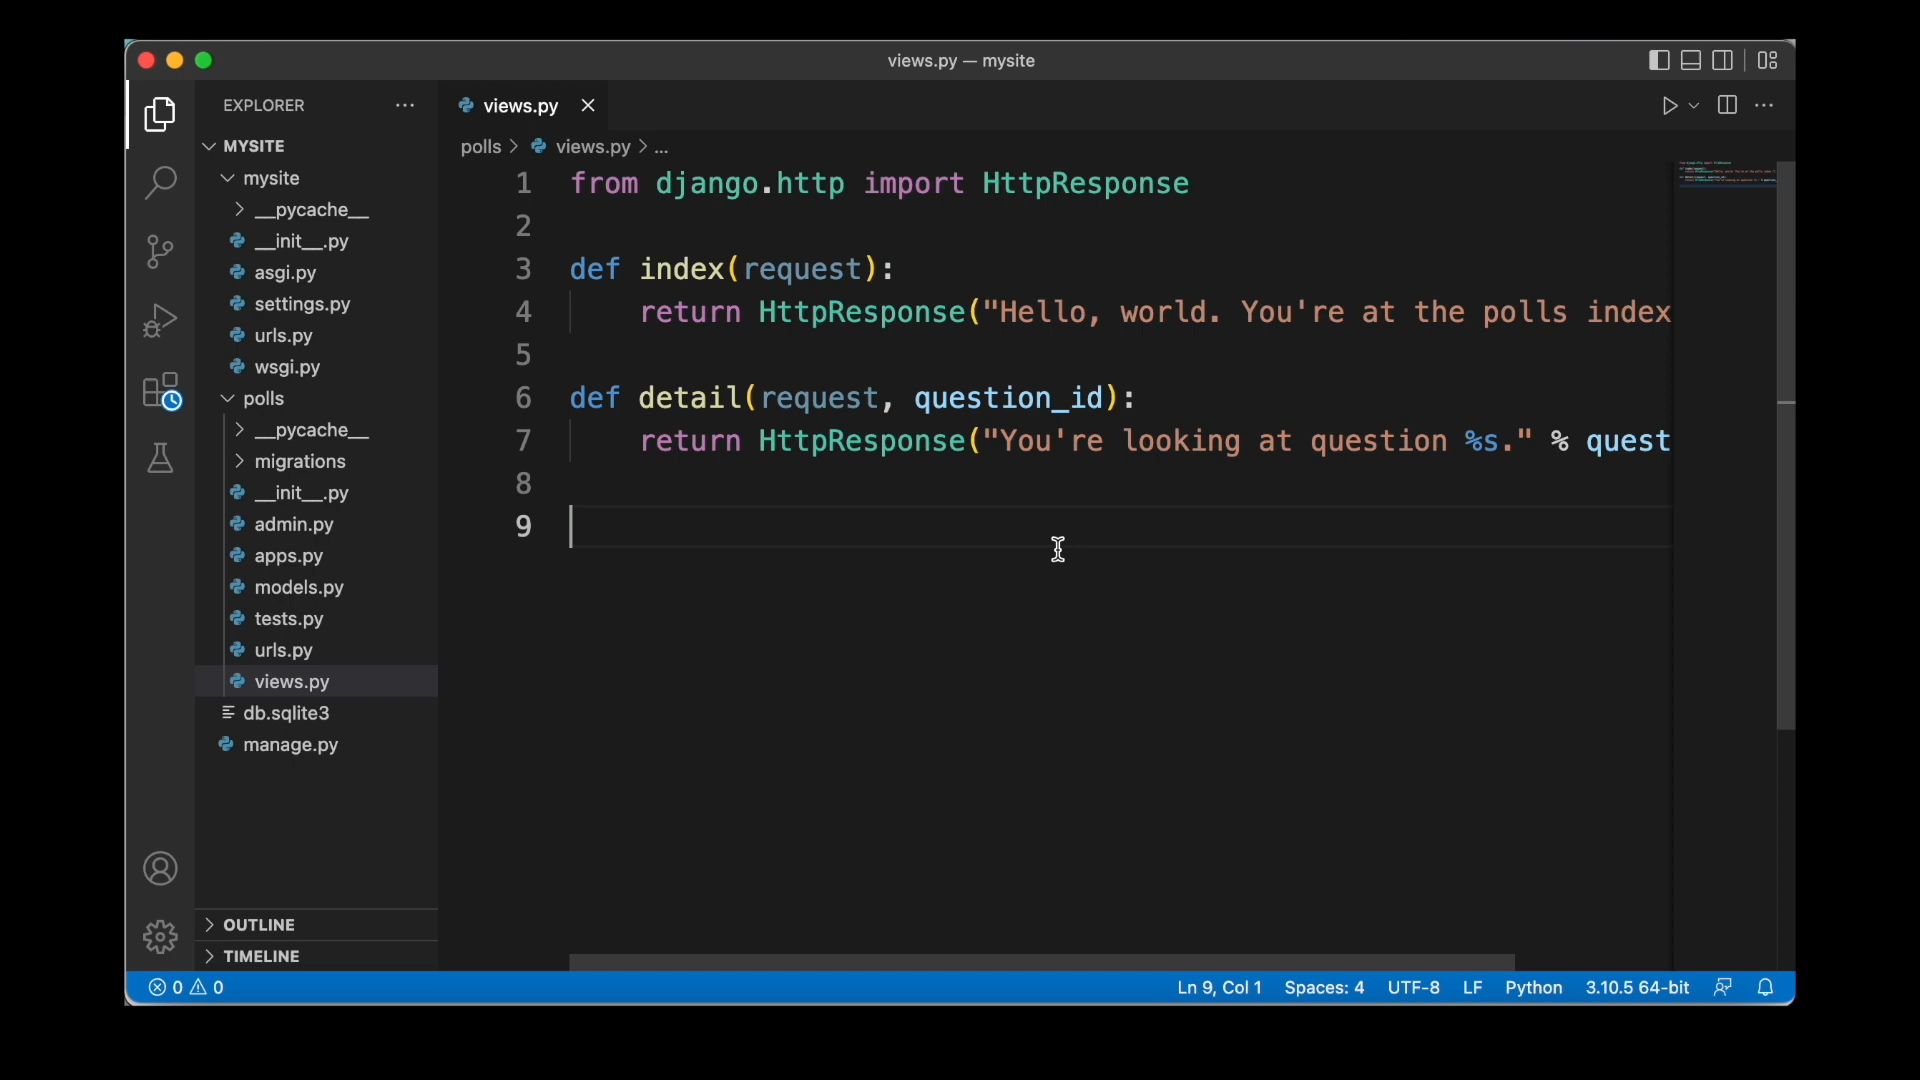 views.py — mysite
EXPLORER
MYSITE
mysite
__pycache__
__init__.py
asgi.py
settings.py
urls.py
wsgi.py
polls
__pycache__
migrations
__init__.py
admin.py
apps.py
models.py
tests.py
urls.py
views.py
db.sqlite3
manage.py
OUTLINE
TIMELINE
views.py
polls > views.py > ...
1 from django.http import HttpResponse
2
3 def index(request):
4     return HttpResponse("Hello, world. You're at the polls index
5
6 def detail(request, question_id):
7     return HttpResponse("You're looking at question %s." % quest
8
9
0 0
Ln 9, Col 1 Spaces: 4 UTF-8 LF Python 3.10.5 64-bit